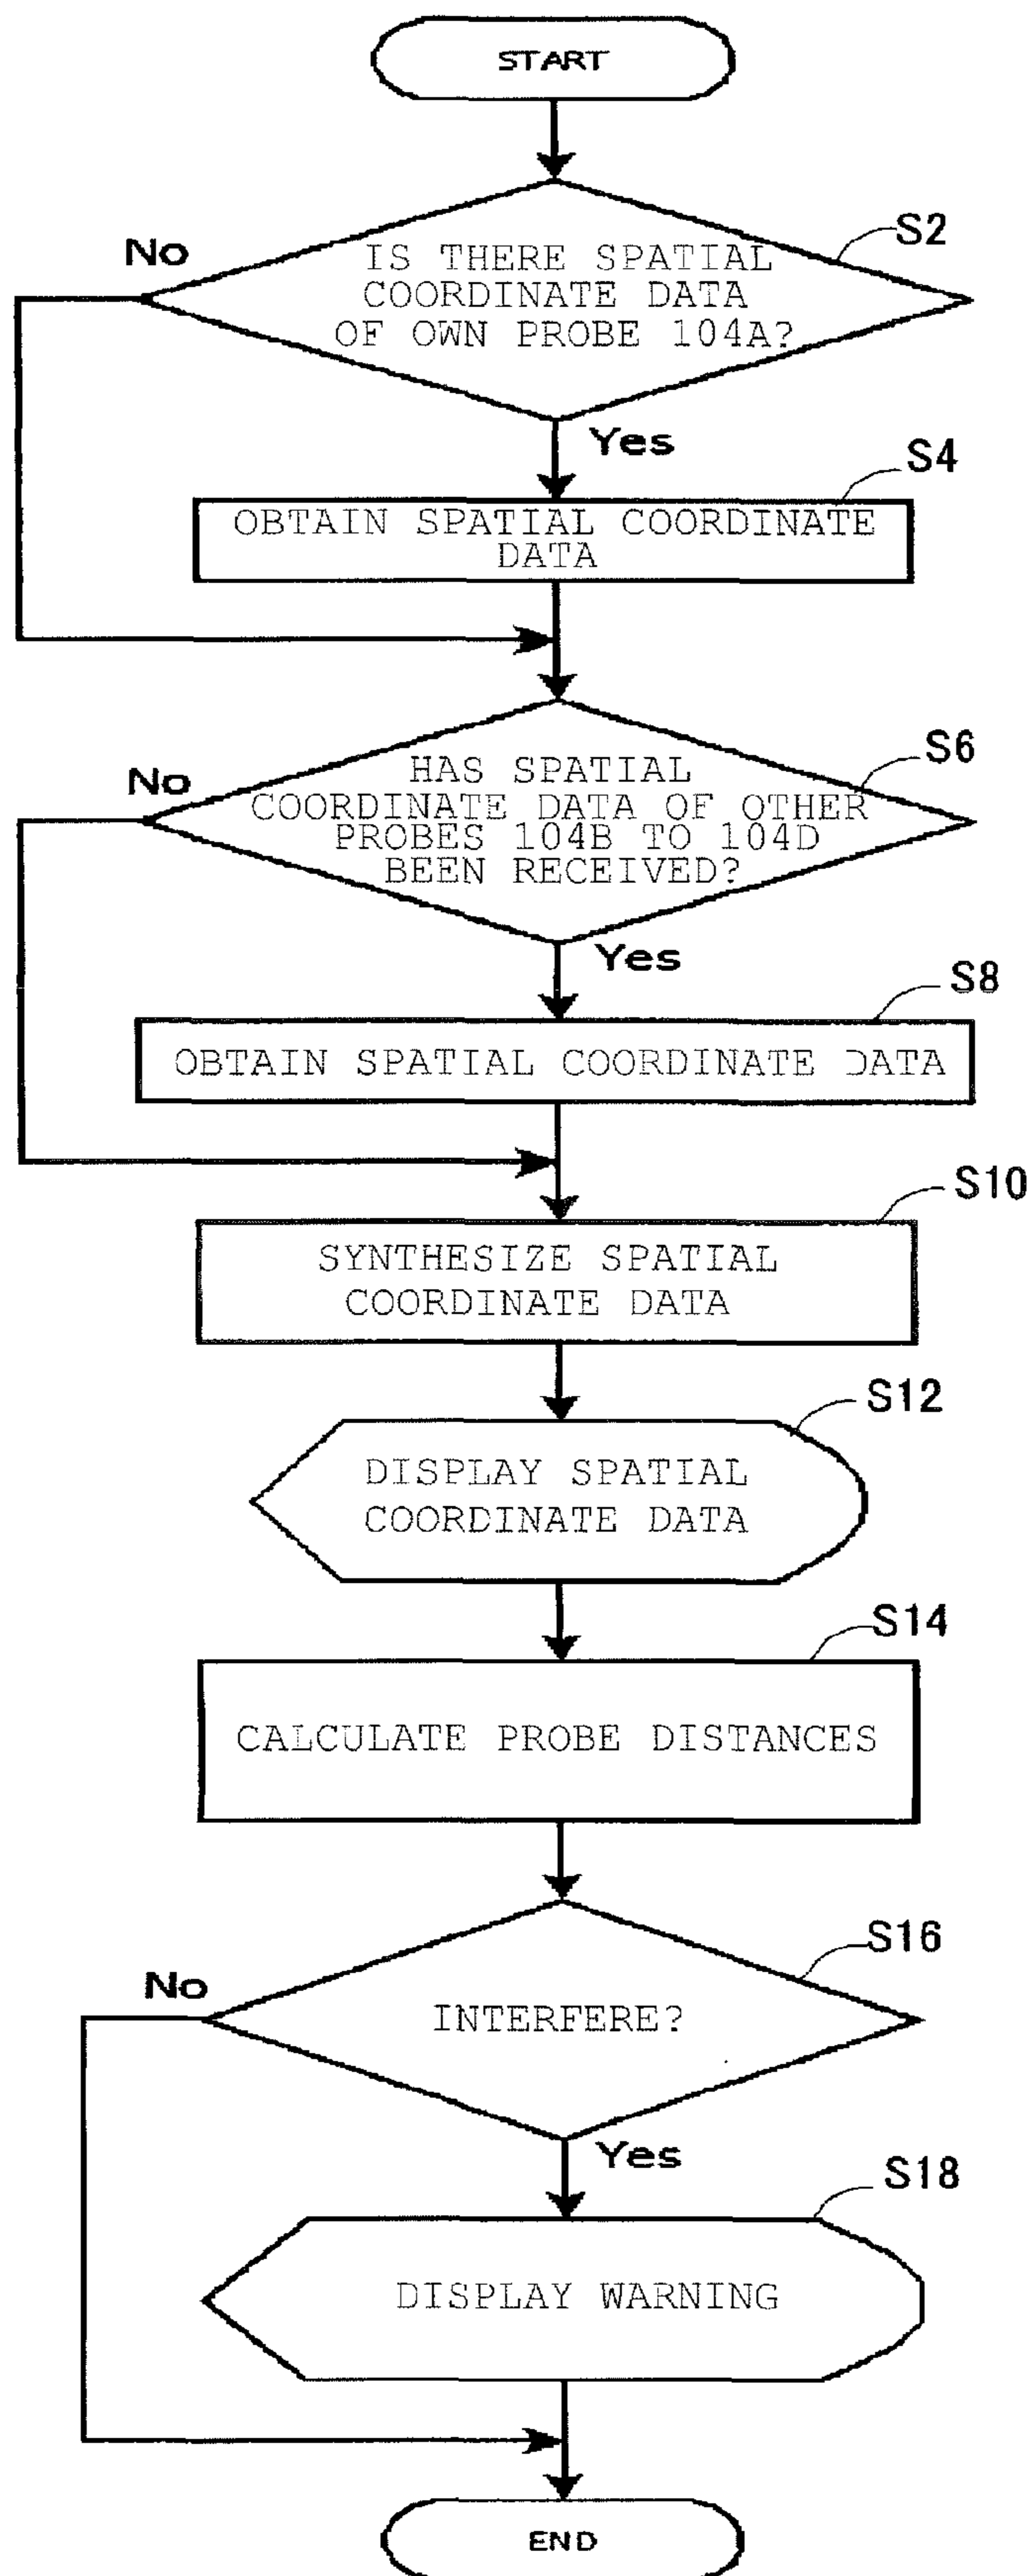 START
No
IS THERE SPATIAL
COORDINATE DATA
OF OWN PROBE 104A?
S2
Yes
S4
OBTAIN SPATIAL COORDINATE
DATA
No
HAS SPATIAL
COORDINATE DATA OF OTHER
PROBES 104B TO 104D
BEEN RECEIVED?
S6
Yes
S8
OBTAIN SPATIAL COORDINATE DATA
S10
SYNTHESIZE SPATIAL
COORDINATE DATA
S12
DISPLAY SPATIAL
COORDINATE DATA
S14
CALCULATE PROBE DISTANCES
S16
No
INTERFERE?
Yes
S18
DISPLAY WARNING
END